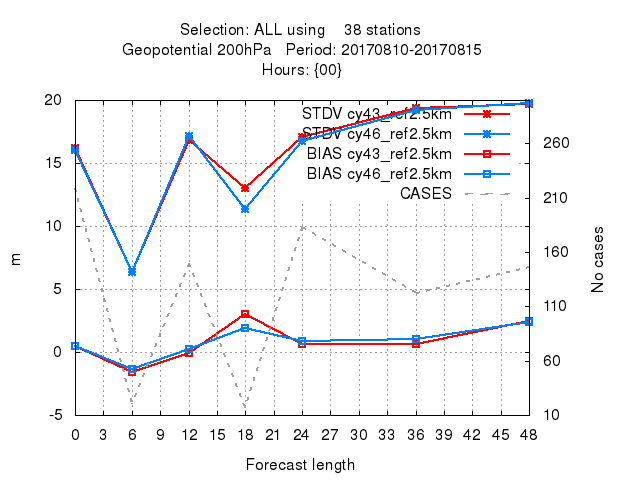 Selection: ALL using    38 stations
Geopotential 200hPa   Period: 20170810-20170815
Hours: {00}
STDV cy43_ref2.5km
STDV cy46_ref2.5km
BIAS cy43_ref2.5km
BIAS cy46_ref2.5km
CASES
20
15
10
5
0
-5
m
260
210
160
110
60
10
No cases
0 3 6 9 12 15 18 21 24 27 30 33 36 39 42 45 48
Forecast length